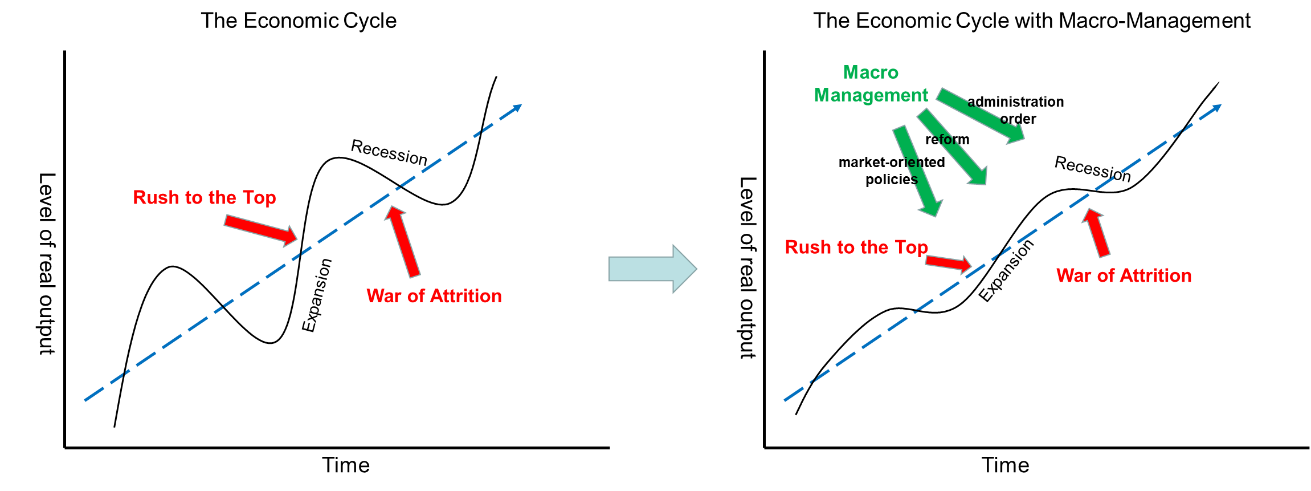 The Economic Cycle
Level of real output
Rush to the Top
Recession
Expansion
War of Attrition
Time
The Economic Cycle with Macro-Management
Level of real output
Macro
Management
administration
order
reform
market-oriented
policies
Recession
Rush to the Top
Expansion
War of Attrition
Time